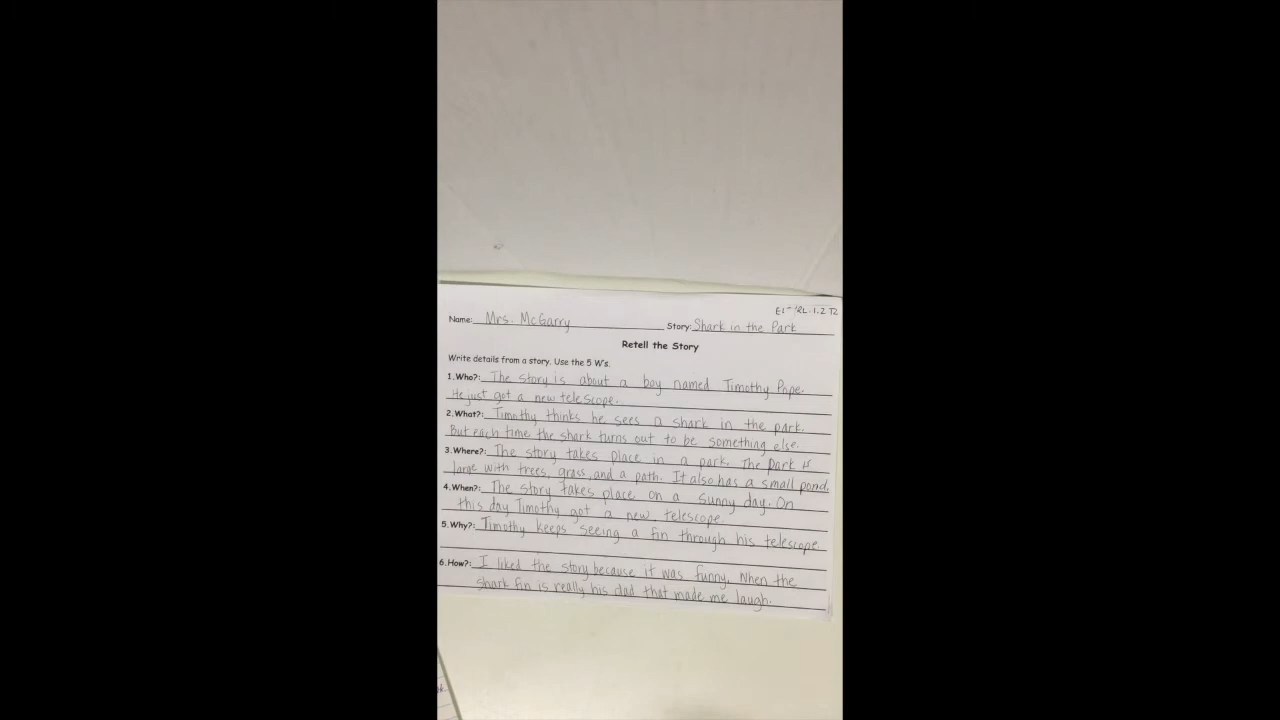 E1-RL.1.2 T2
Name: Mrs. McGarry Story: Shark in the Park
Retell the Story
Write details from a story. Use the 5 W's.
1.Who?: The story is about a boy named Timothy Pope.
He just got a new telescope.
2.What?: Timothy thinks he sees a shark in the park.
But each time the shark turns out to be something else.
3.Where?: The story takes place in a park. The park is
large with trees, grass, and a path. It also has a small pond.
4.When?: The story takes place on a sunny day. On
this day Timothy got a new telescope.
5.Why?: Timothy keeps seeing a fin through his telescope
6.How?: I liked the story because it was funny. When the
shark fin is really his dad that made me laugh.